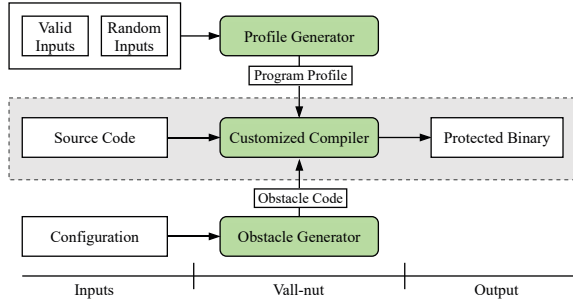 Valid
Inputs
Random
Inputs
Profile Generator
Program Profile
Source Code
Customized Compiler
Protected Binary
Obstacle Code
Configuration
Obstacle Generator
Inputs
Vall-nut
Output